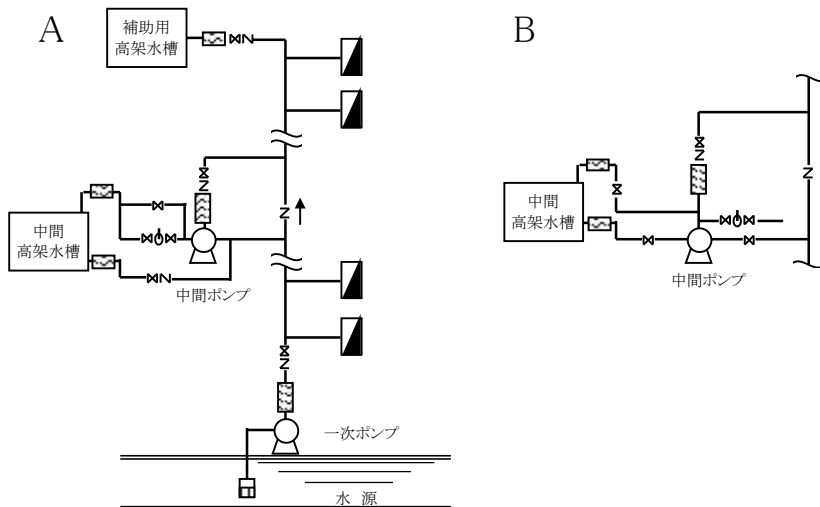 A
補助用
高架水槽
中間
高架水槽
中間ポンプ
一次ポンプ
水 源
B
中間
高架水槽
中間ポンプ